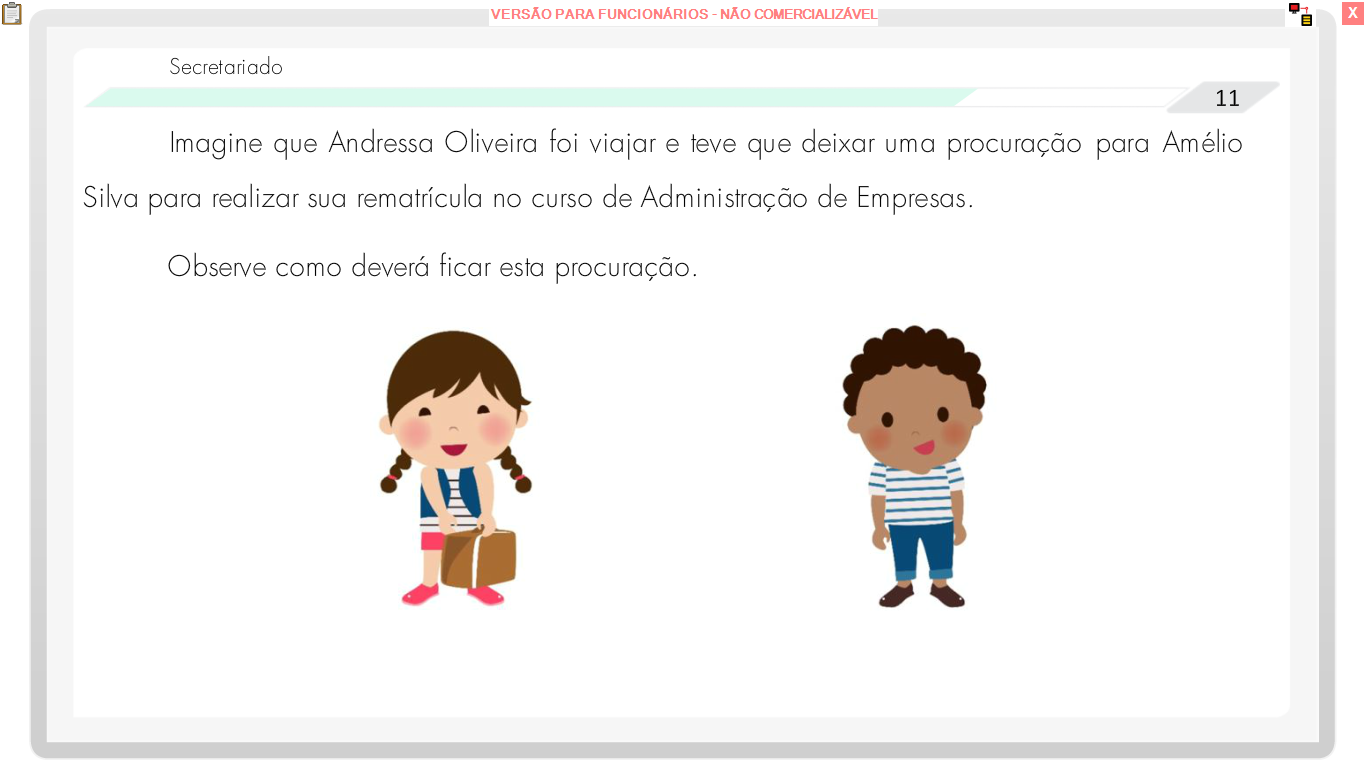 VERSÃO PARA FUNCIONÁRIOS - NÃO COMERCIALIZÁVEL
X
Secretariado
11
Imagine que Andressa Oliveira foi viajar e teve que deixar uma procuração para Amélio
Silva para realizar sua rematrícula no curso de Administração de Empresas.
Observe como deverá ficar esta procuração.